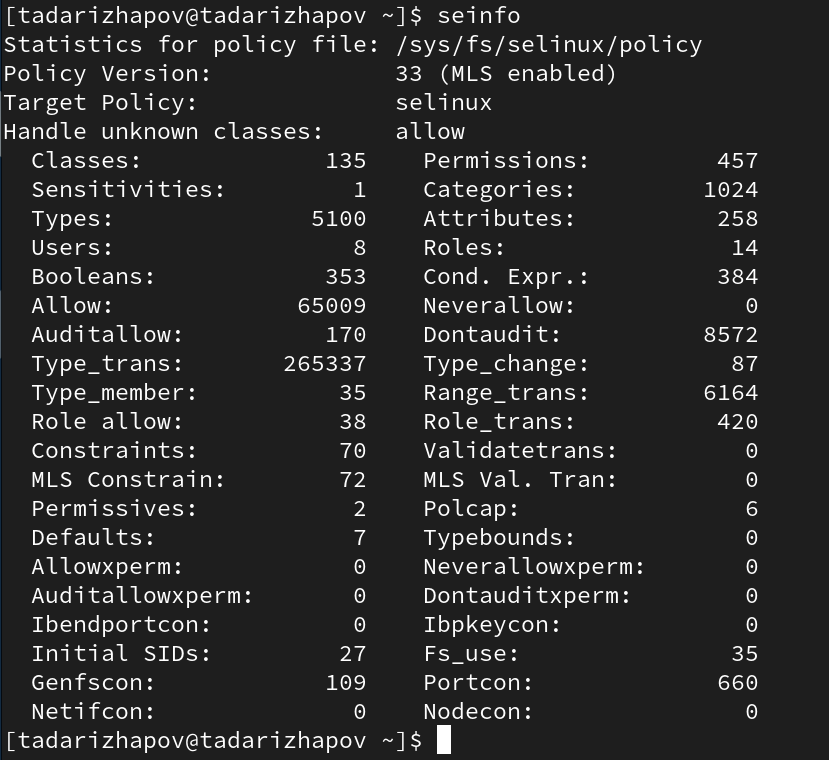 [tadarizhapov@tadarizhapov ~]$ seinfo
Statistics for policy file: /sys/fs/selinux/policy
Policy Version:             33 (MLS enabled)
Target Policy:              selinux
Handle unknown classes:     allow
  Classes:             135    Permissions:         457
  Sensitivities:         1    Categories:         1024
  Types:              5100    Attributes:          258
  Users:                 8    Roles:                14
  Booleans:            353    Cond. Expr.:         384
  Allow:             65009    Neverallow:            0
  Auditallow:          170    Dontaudit:          8572
  Type_trans:       265337    Type_change:          87
  Type_member:          35    Range_trans:        6164
  Role allow:           38    Role_trans:          420
  Constraints:          70    Validatetrans:         0
  MLS Constrain:        72    MLS Val. Tran:         0
  Permissives:           2    Polcap:                6
  Defaults:              7    Typebounds:            0
  Allowxperm:            0    Neverallowxperm:       0
  Auditallowxperm:       0    Dontauditxperm:        0
  Ibendportcon:          0    Ibpkeycon:             0
  Initial SIDs:         27    Fs_use:               35
  Genfscon:            109    Portcon:             660
  Netifcon:              0    Nodecon:               0
[tadarizhapov@tadarizhapov ~]$